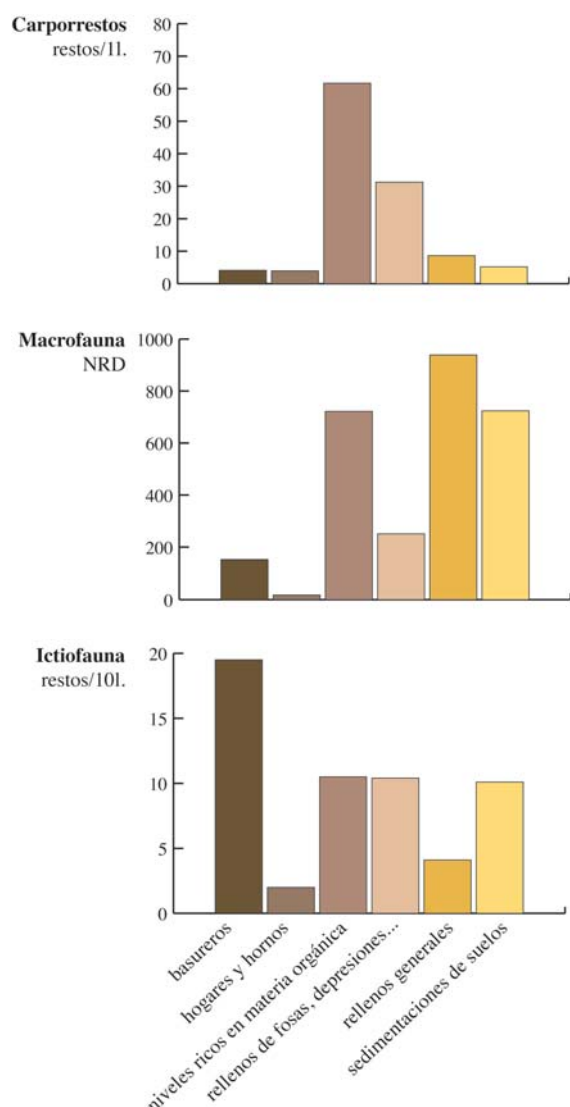 Carporrestos
restos/1l.
80
70
60
50
40
30
20
10
0
Macrofauna
NRD
1000
800
600
400
200
0
Ictiofauna
restos/10l.
20
15
10
5
0
basureros
hogares y hornos
niveles ricos en materia orgánica
rellenos de fosas, depresiones...
rellenos generales
sedimentaciones de suelos